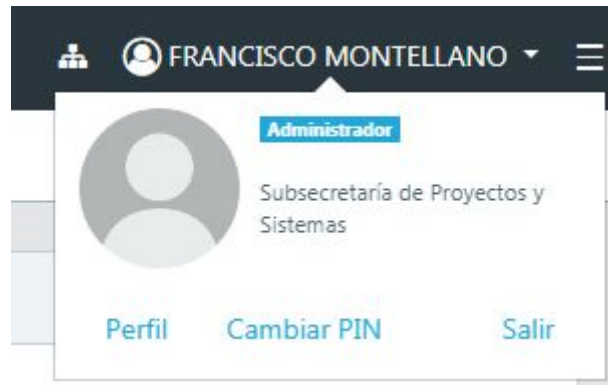 FRANCISCO MONTELLANO
Administrador
Subsecretaría de Proyectos y
Sistemas
Perfil Cambiar PIN Salir